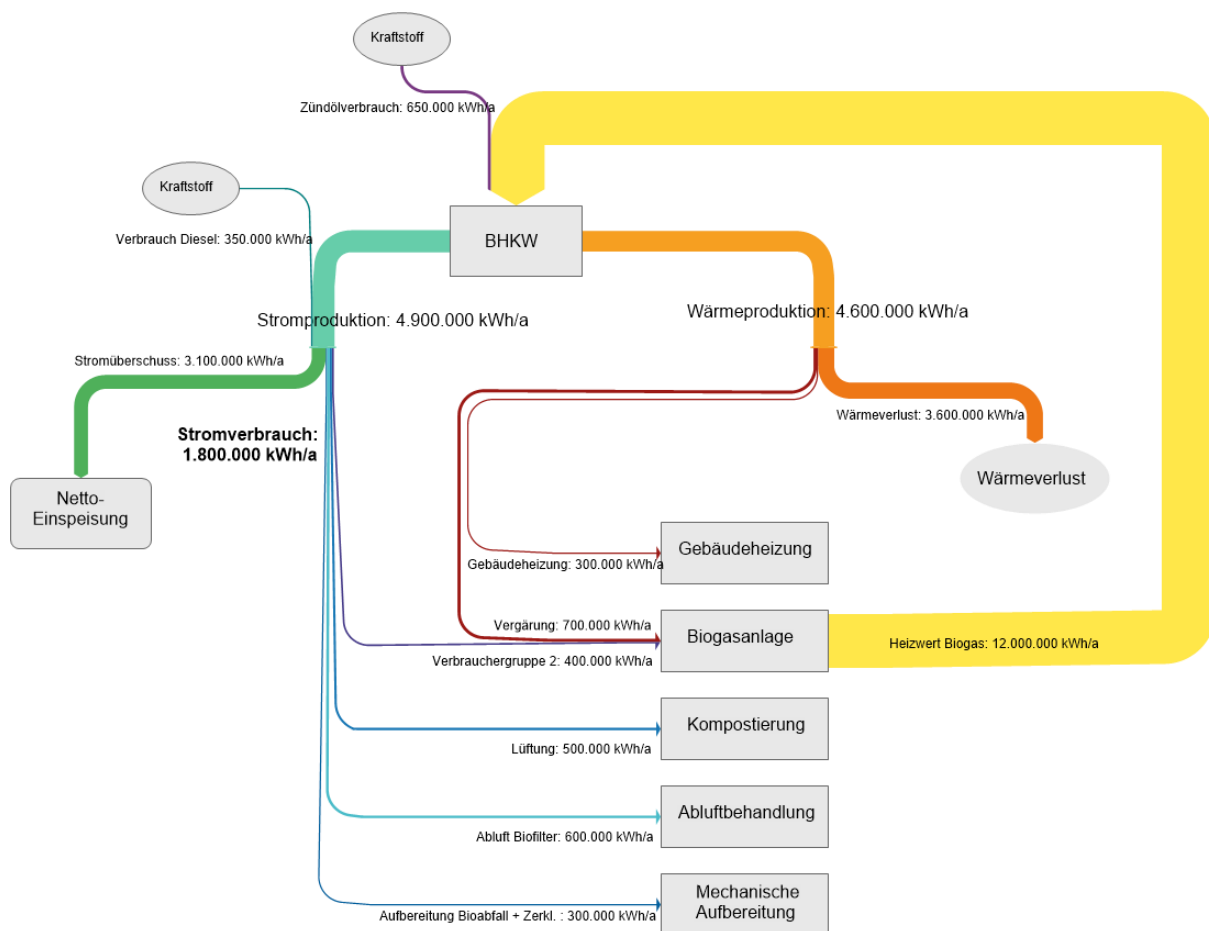 Kraftstoff
Zündölverbrauch: 650.000 kWh/a
Kraftstoff
Verbrauch Diesel: 350.000 kWh/a
BHKW
Stromproduktion: 4.900.000 kWh/a
Wärmeproduktion: 4.600.000 kWh/a
Stromüberschuss: 3.100.000 kWh/a
Wärmeverlust: 3.600.000 kWh/a
Stromverbrauch:
1.800.000 kWh/a
Wärmeverlust
Netto-
Einspeisung
Gebäudeheizung
Gebäudeheizung: 300.000 kWh/a
Vergärung: 700.000 kWh/a
Biogasanlage
Heizwert Biogas: 12.000.000 kWh/a
Verbrauchergruppe 2: 400.000 kWh/a
Kompostierung
Lüftung: 500.000 kWh/a
Abluftbehandlung
Abluft Biofilter: 600.000 kWh/a
Mechanische
Aufbereitung
Aufbereitung Bioabfall + Zerkl. : 300.000 kWh/a